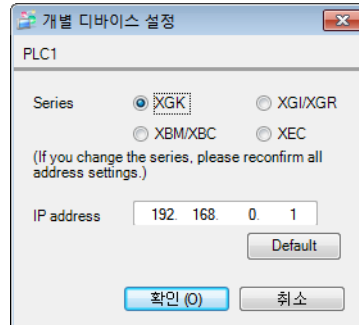 개별 디바이스 설정
PLC1
Series XGK XGI/XGR
XBM/XBC XEC
(If you change the series, please reconfirm all
address settings.)
IP address 192. 168. 0. 1
Default
확인 (O) 취소